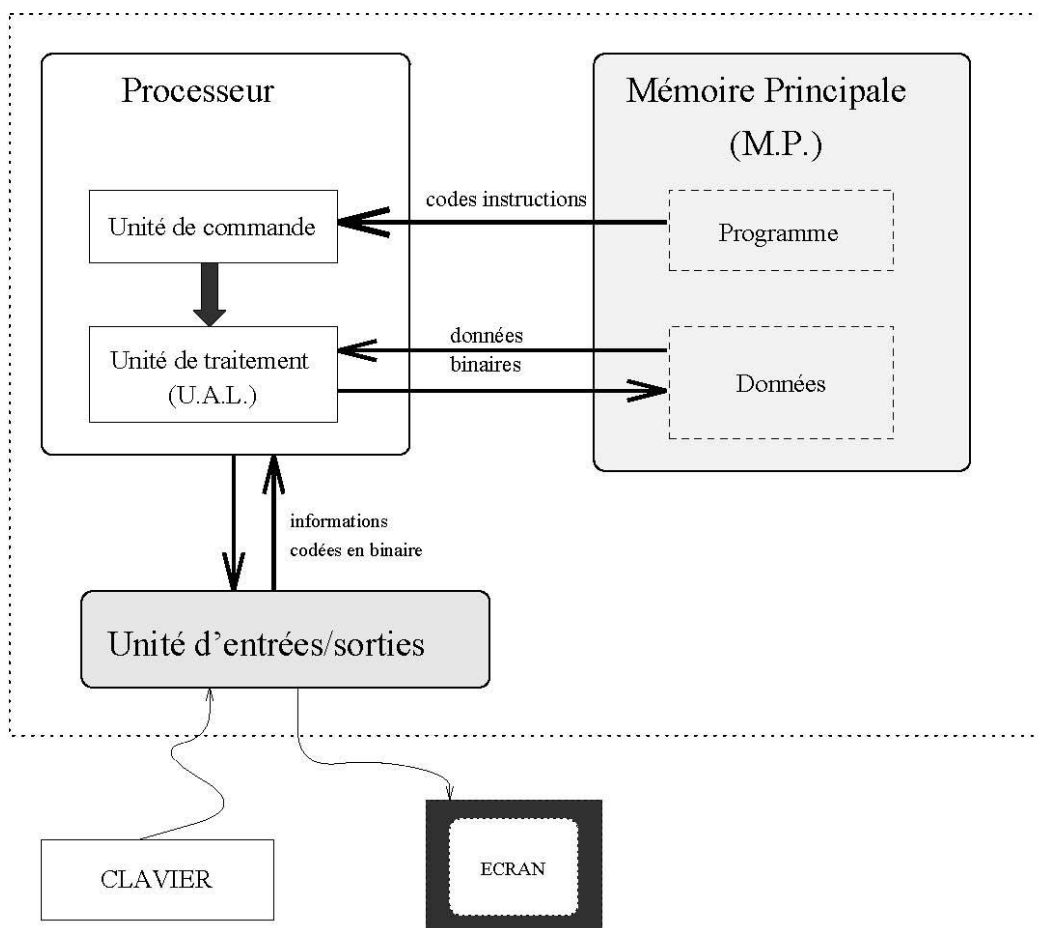 Processeur
Mémoire Principale
(M.P.)
codes instructions
Unité de commande
Programme
données
binaires
Unité de traitement
(U.A.L.)
Données
informations
codées en binaire
Unité d’entrées/sorties
CLAVIER
ECRAN